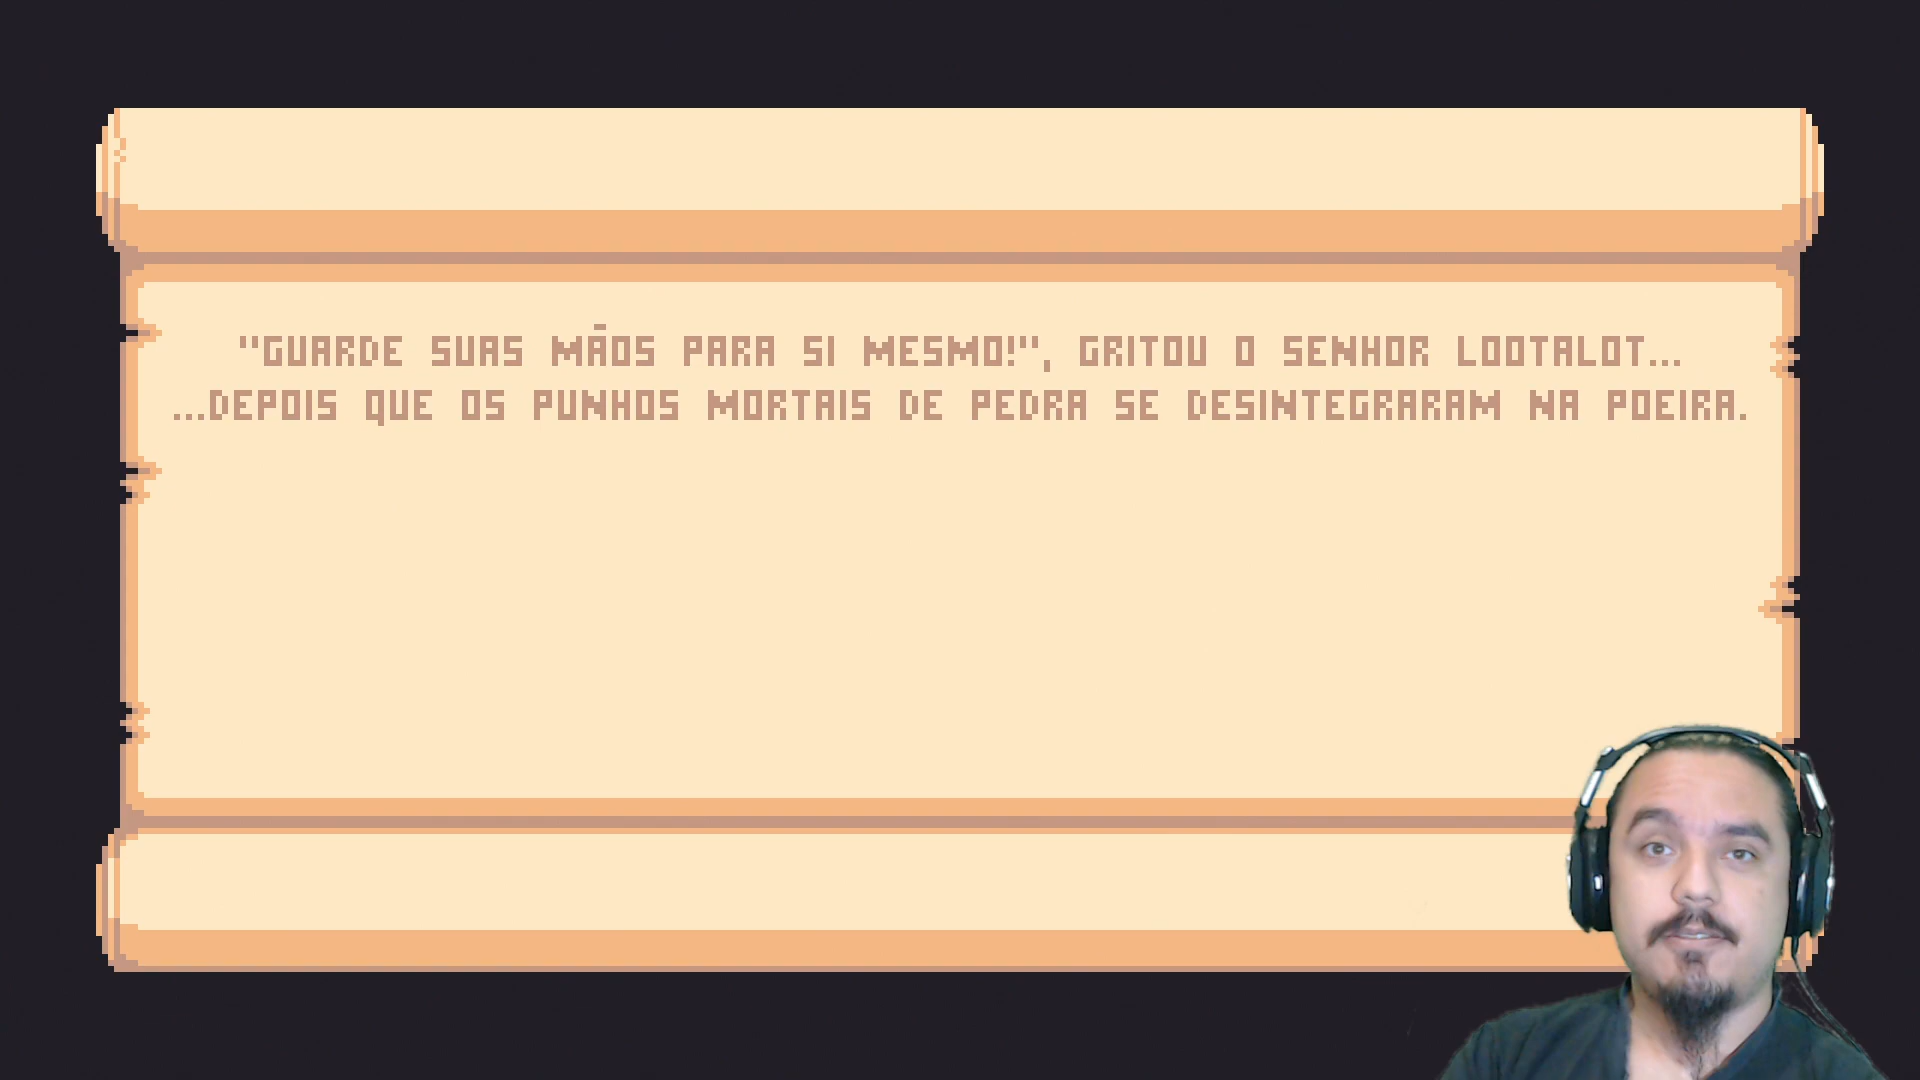 "GUARDE SUAS MÃOS PARA SI MESMO!", GRITOU O SENHOR LOOTALOT...
...DEPOIS QUE OS PUNHOS MORTAIS DE PEDRA SE DESINTEGRARAM NA POEIRA.